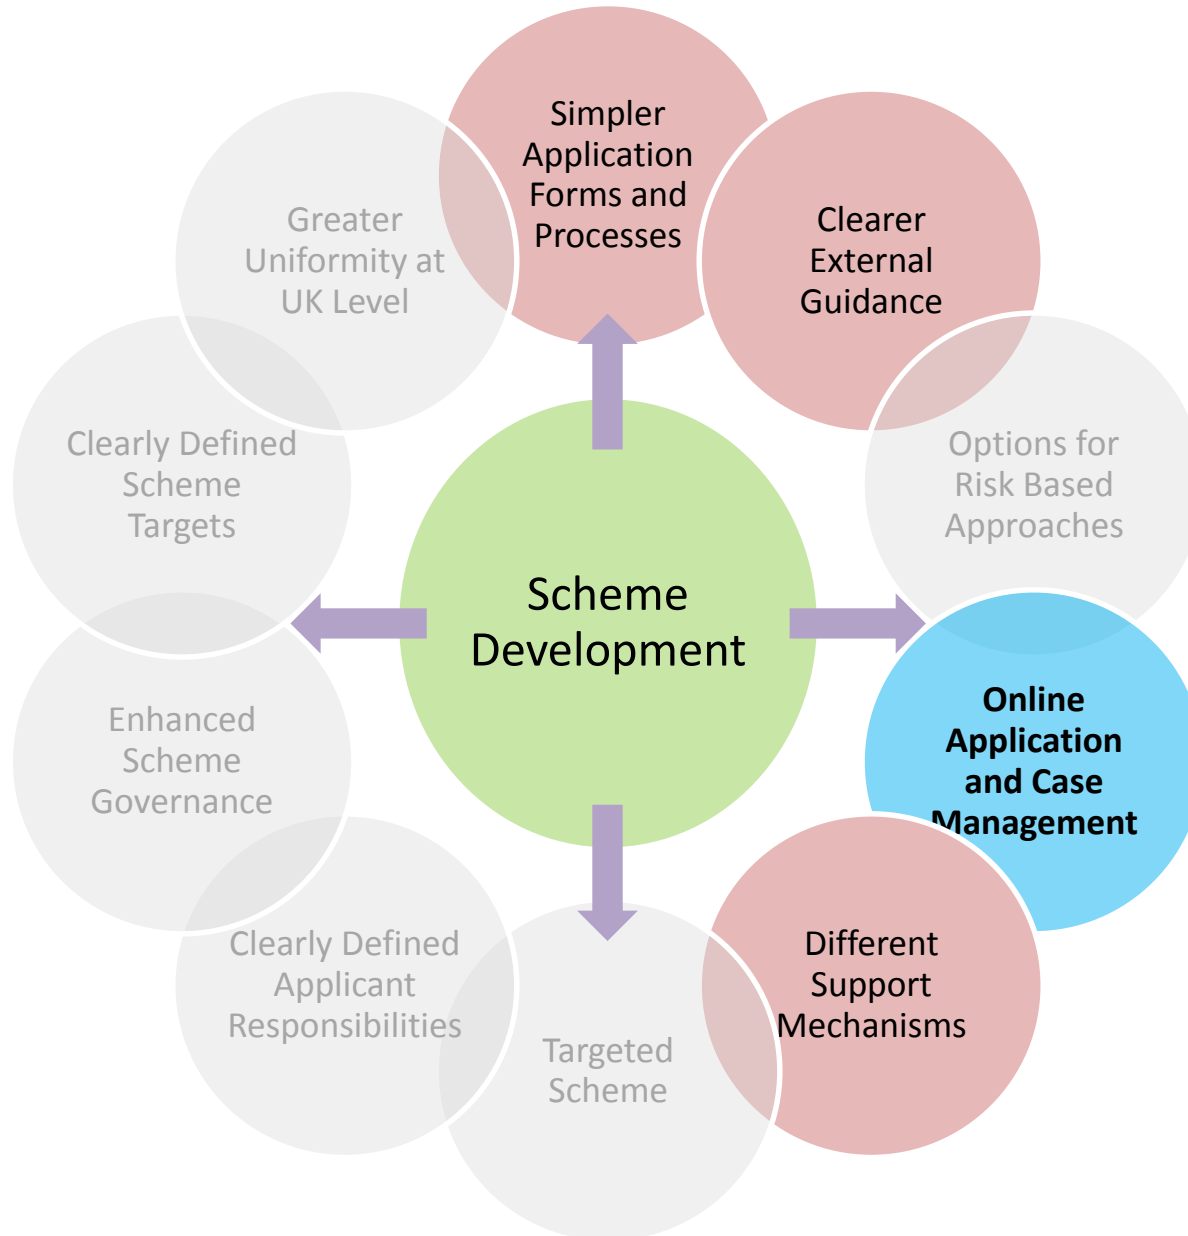 Simpler
Application
Forms and
Processes
Clearer
External
Guidance
Options for
Risk Based
Approaches
Online
Application
and Case
Management
Different
Support
Mechanisms
Targeted
Scheme
Clearly Defined
Applicant
Responsibilities
Enhanced
Scheme
Governance
Clearly Defined
Scheme
Targets
Greater
Uniformity at
UK Level
Scheme
Development